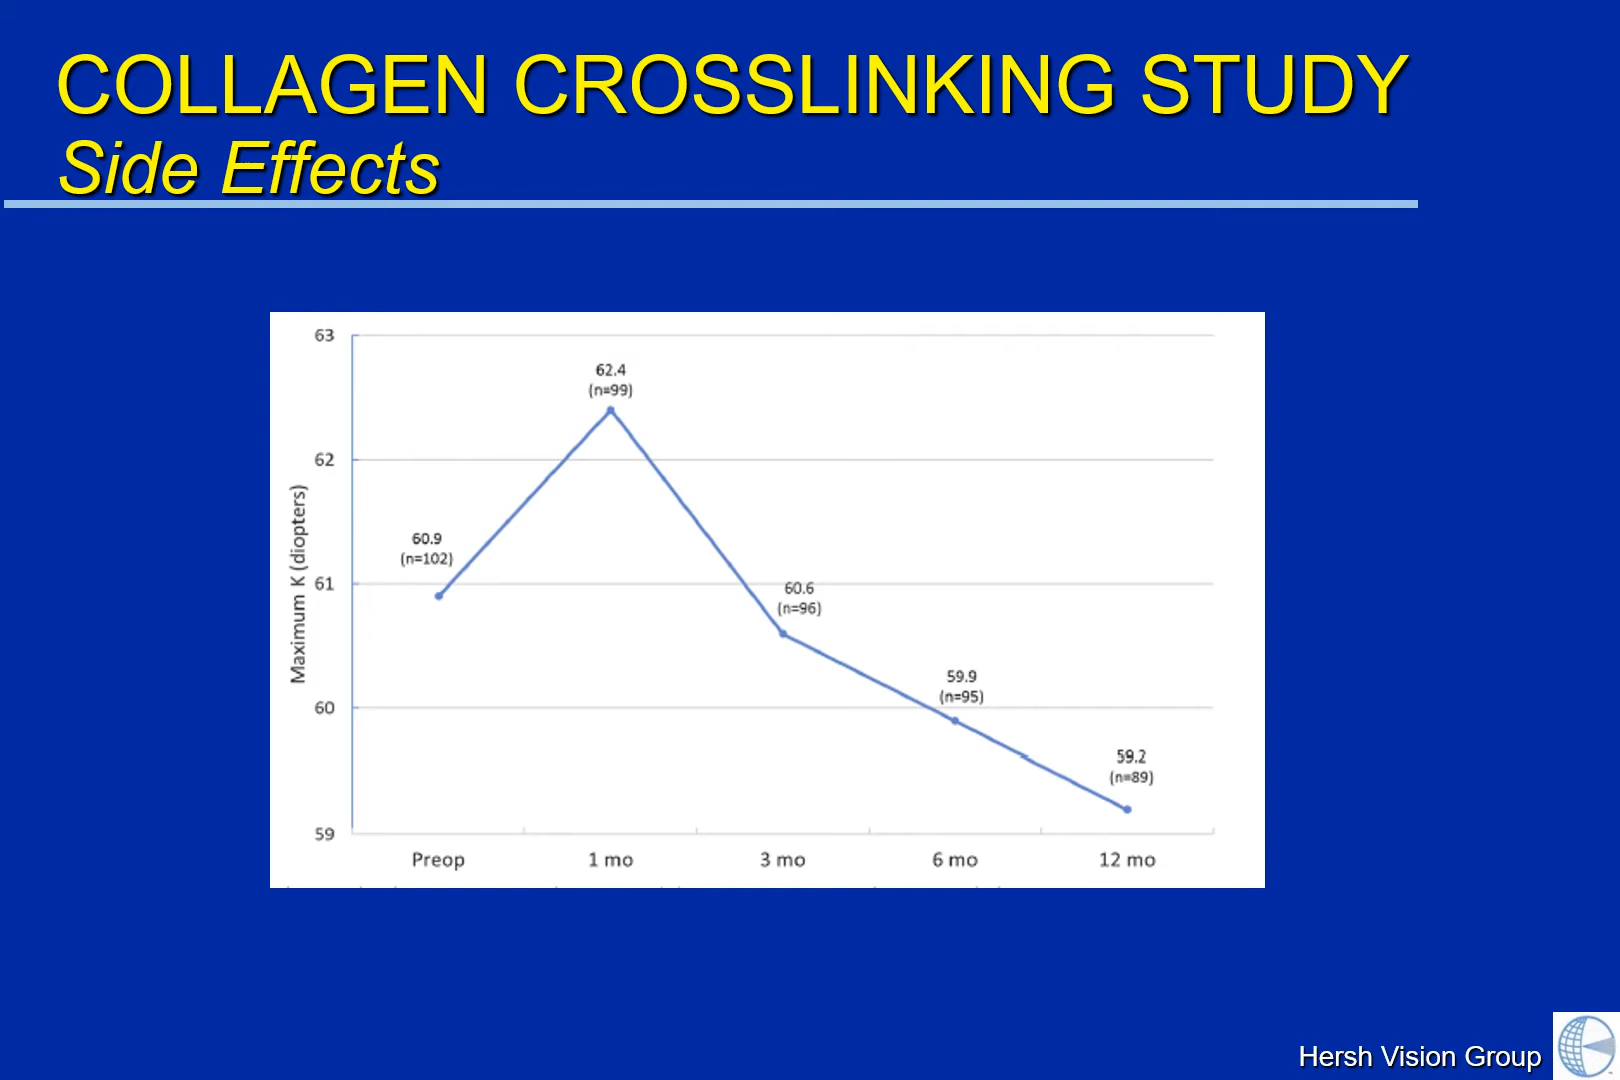 COLLAGEN CROSSLINKING STUDY
Side Effects
63
62
61
60
59
Maximum K (diopters)
60.9
(n=102)
62.4
(n=99)
60.6
(n=96)
59.9
(n=95)
59.2
(n=89)
Preop
1 mo
3 mo
6 mo
12 mo
Hersh Vision Group